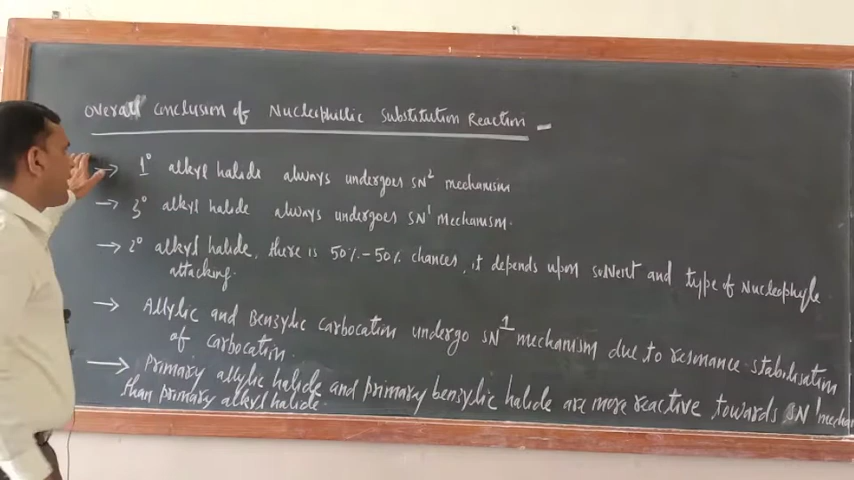 Overall conclusion of Nucleophilic Substitution Reaction -
→ 1° alkyl halide always undergoes SN² mechanism
→ 3° alkyl halide always undergoes SN¹ mechanism.
→ 2° alkyl halide, there is 50%-50% chances, it depends upon solvent and type of Nucleophyle
attacking.
→ Allylic and Benzylic carbocation undergo SN¹ mechanism due to resonance stabilisation
of carbocation.
→ Primary allylic halide and primary benzylic halide are more reactive towards SN¹ mechan
than primary alkyl halide.